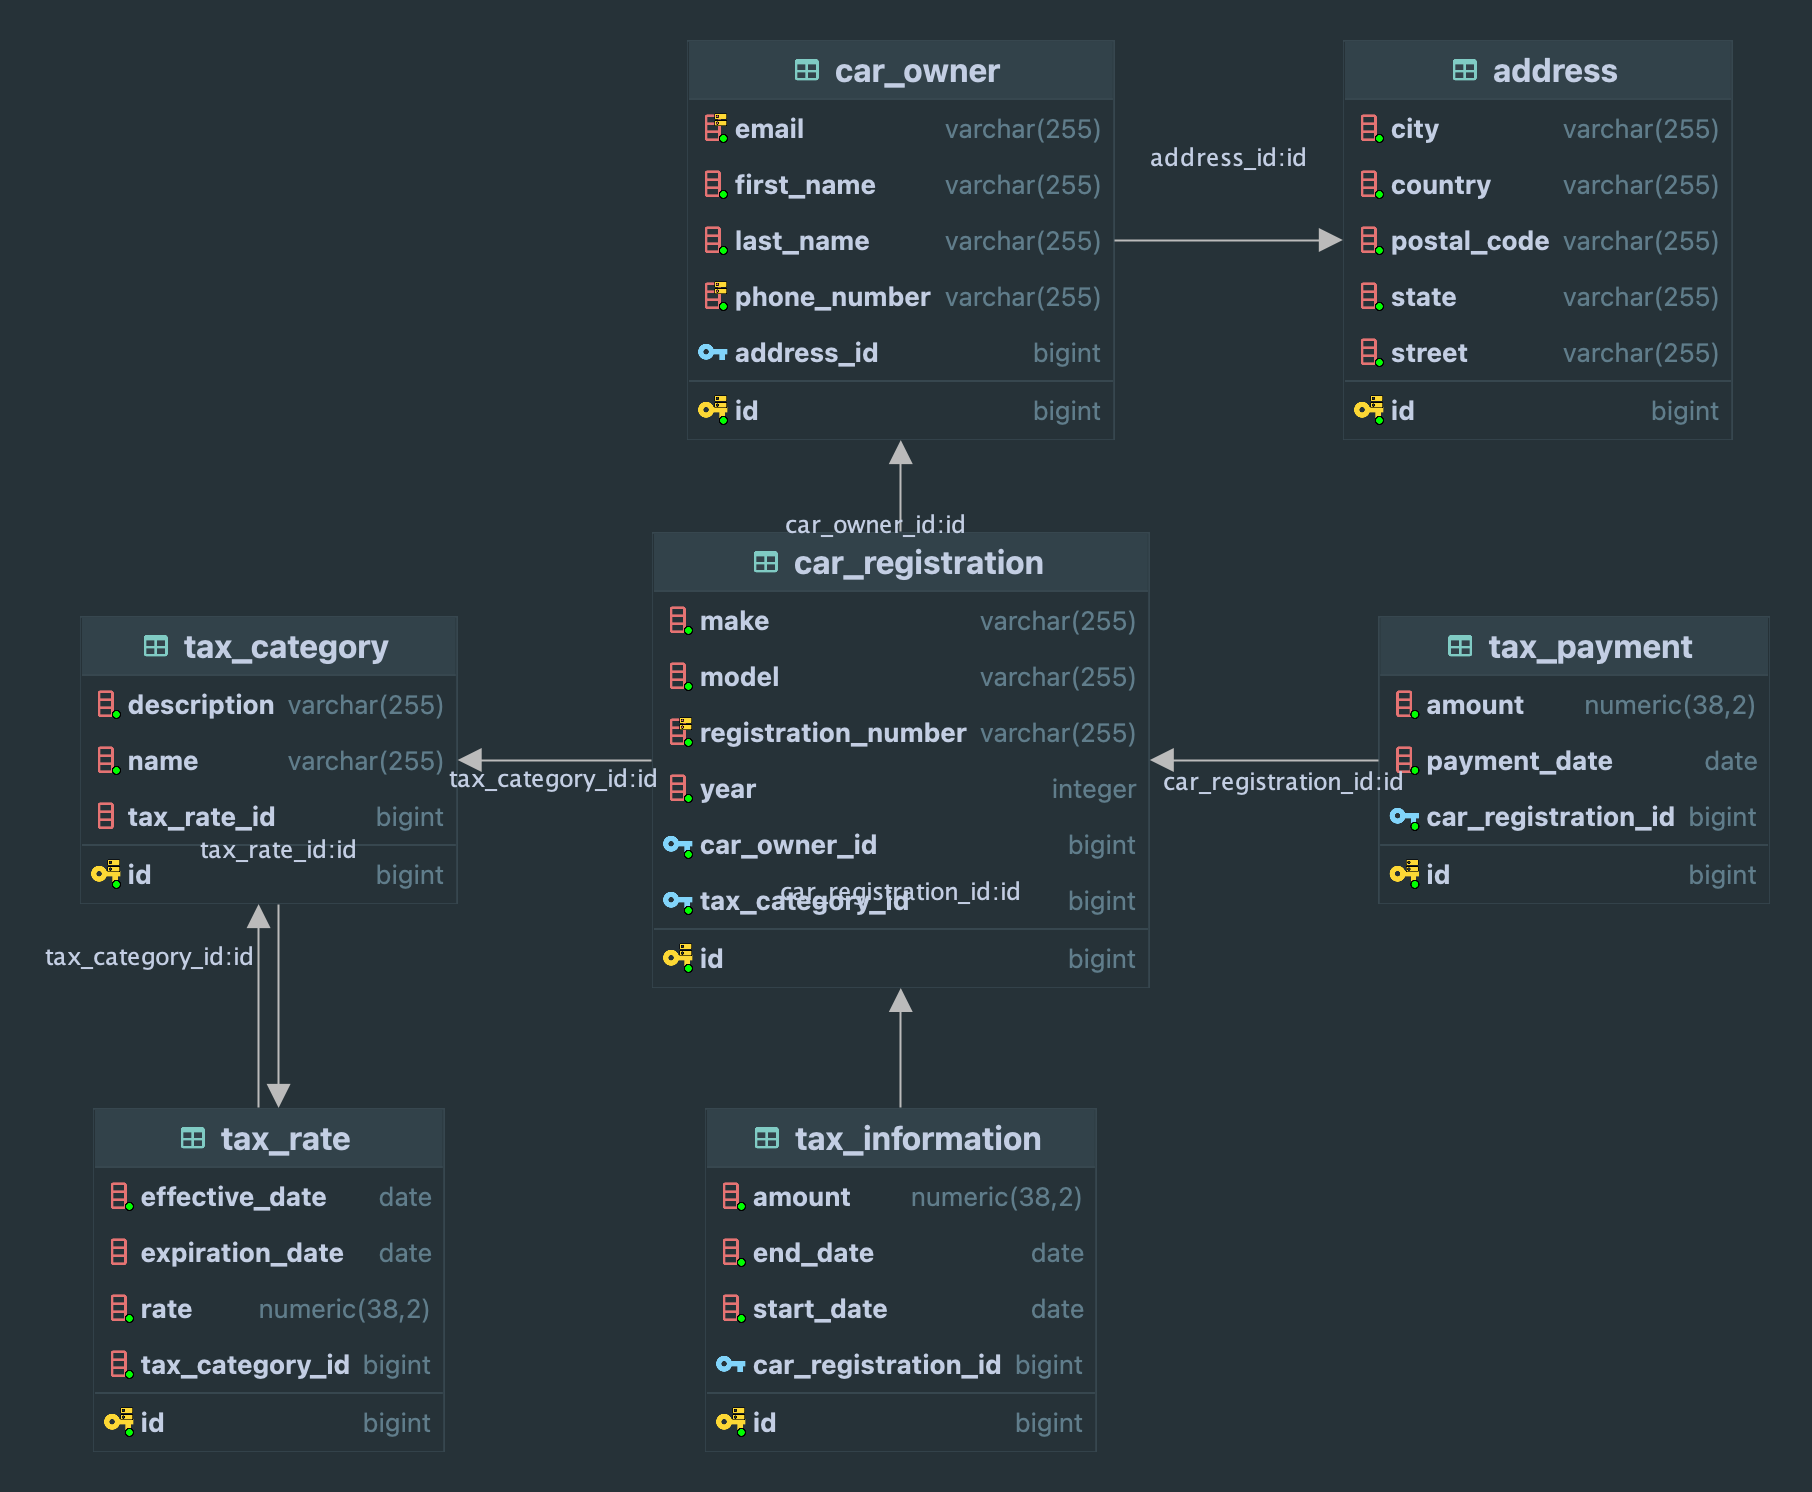 car_owner
email varchar(255)
first_name varchar(255)
last_name varchar(255)
phone_number varchar(255)
address_id bigint
id bigint
address_id:id
address
city varchar(255)
country varchar(255)
postal_code varchar(255)
state varchar(255)
street varchar(255)
id bigint
car_owner_id:id
car_registration
make varchar(255)
model varchar(255)
registration_number varchar(255)
year integer
car_owner_id bigint
car_registration_id:id
tax_category_id bigint
id bigint
tax_category
description varchar(255)
name varchar(255)
tax_rate_id bigint
tax_rate_id:id
id bigint
tax_category_id:id
car_registration_id:id
tax_payment
amount numeric(38,2)
payment_date date
car_registration_id bigint
id bigint
tax_category_id:id
tax_rate
effective_date date
expiration_date date
rate numeric(38,2)
tax_category_id bigint
id bigint
tax_information
amount numeric(38,2)
end_date date
start_date date
car_registration_id bigint
id bigint